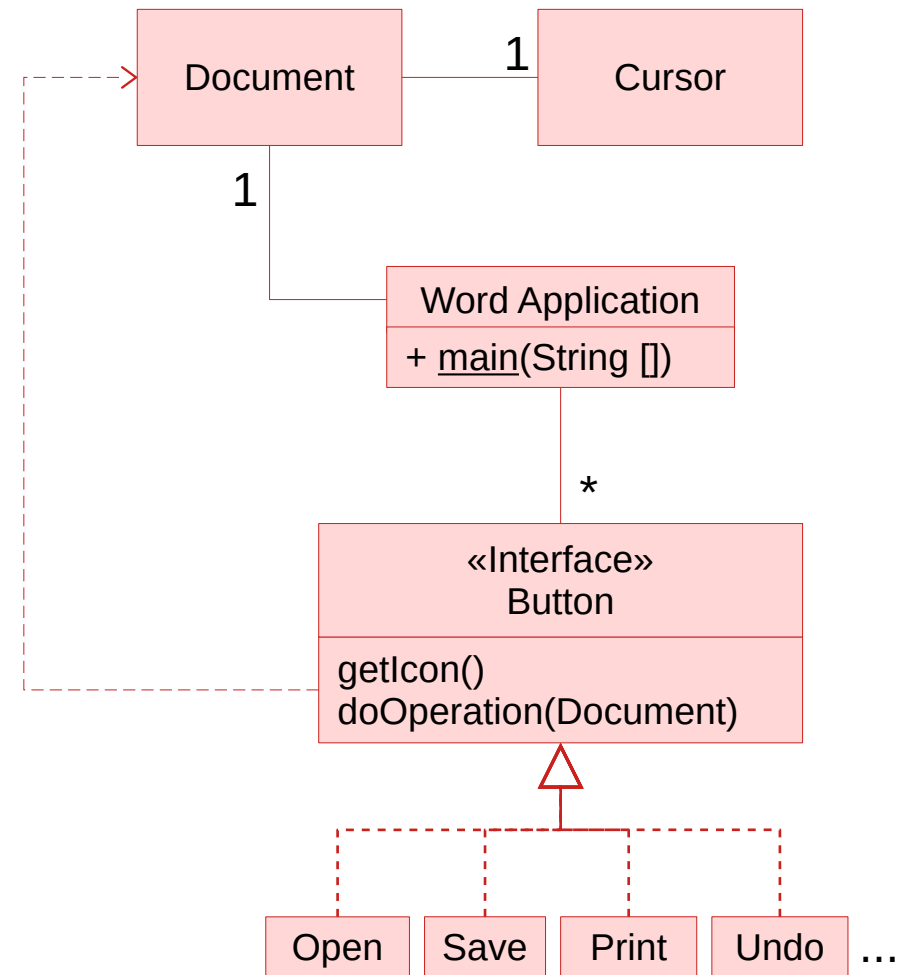 Document
1
Cursor
1
Word Application
+ main(String [])
*
«Interface»
Button
getIcon()
doOperation(Document)
Open
Save
Print
Undo
...